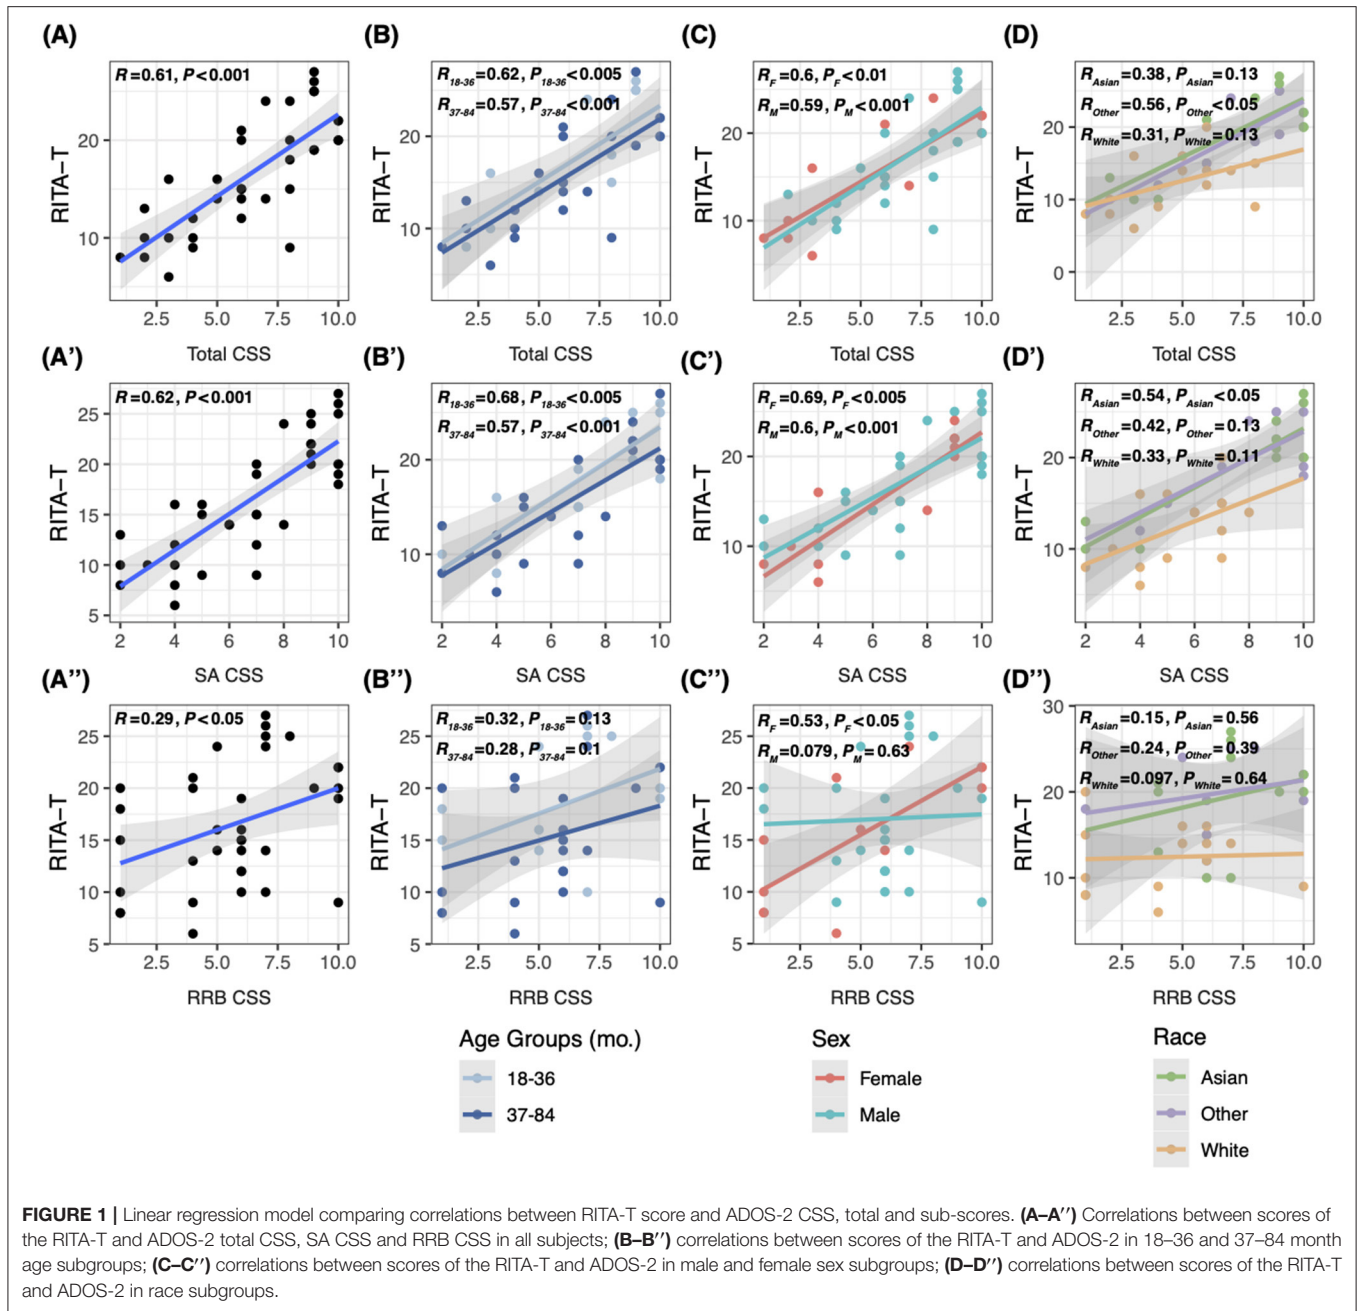 (A)
R=0.61, P<0.001
20
10
RITA–T
2.5 5.0 7.5 10.0
Total CSS
(B)
R18-36=0.62, P18-36<0.005
R37-84=0.57, P37-84<0.001
20
10
RITA–T
2.5 5.0 7.5 10.0
Total CSS
(C)
RF=0.6, PF<0.01
RM=0.59, PM<0.001
20
10
RITA–T
2.5 5.0 7.5 10.0
Total CSS
(D)
RAsian=0.38, PAsian=0.13
ROther=0.56, POther<0.05
RWhite=0.31, PWhite=0.13
20
10
0
RITA–T
2.5 5.0 7.5 10.0
Total CSS
(A')
R=0.62, P<0.001
25
20
15
10
5
RITA–T
2 4 6 8 10
SA CSS
(B')
R18-36=0.68, P18-36<0.005
R37-84=0.57, P37-84<0.001
20
10
RITA–T
2 4 6 8 10
SA CSS
(C')
RF=0.69, PF<0.005
RM=0.6, PM<0.001
20
10
RITA–T
2 4 6 8 10
SA CSS
(D')
RAsian=0.54, PAsian<0.05
ROther=0.42, POther=0.13
RWhite=0.33, PWhite=0.11
20
10
RITA–T
2 4 6 8 10
SA CSS
(A'')
R=0.29, P<0.05
25
20
15
10
5
RITA–T
2.5 5.0 7.5 10.0
RRB CSS
(B'')
R18-36=0.32, P18-36=0.13
R37-84=0.28, P37-84=0.1
25
20
15
10
5
RITA–T
2.5 5.0 7.5 10.0
RRB CSS
(C'')
RF=0.53, PF<0.05
RM=0.079, PM=0.63
25
20
15
10
5
RITA–T
2.5 5.0 7.5 10.0
RRB CSS
(D'')
RAsian=0.15, PAsian=0.56
ROther=0.24, POther=0.39
RWhite=0.097, PWhite=0.64
30
20
10
RITA–T
2.5 5.0 7.5 10.0
RRB CSS
Age Groups (mo.)
18-36
37-84
Sex
Female
Male
Race
Asian
Other
White
FIGURE 1 | Linear regression model comparing correlations between RITA-T score and ADOS-2 CSS, total and sub-scores. (A–A'') Correlations between scores of
the RITA-T and ADOS-2 total CSS, SA CSS and RRB CSS in all subjects; (B–B'') correlations between scores of the RITA-T and ADOS-2 in 18–36 and 37–84 month
age subgroups; (C–C'') correlations between scores of the RITA-T and ADOS-2 in male and female sex subgroups; (D–D'') correlations between scores of the RITA-T
and ADOS-2 in race subgroups.